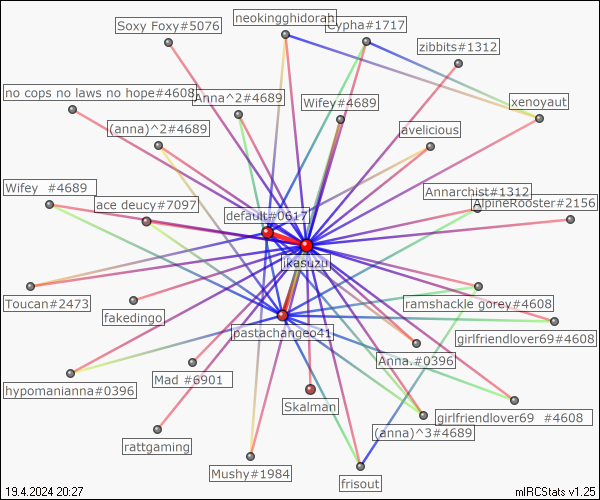 neokingghidorah
Soxy Foxy#5076
Cypha#1717
zibbits#1312
no cops no laws no hope#4608
Anna^2#4689
Wifey#4689
xenoyaut
(anna)^2#4689
avelicious
Wifey  #4689
Annarchist#1312
ace deucy#7097
AlpineRooster#2156
default#0617
jkasuzu
Toucan#2473
fakedingo
ramshackle gorey#4608
pastachangeo41
girlfriendlover69#4608
Anna.#0396
Mad #6901
hypomanianna#0396
Skalman
girlfriendlover69  #4608
(anna)^3#4689
rattgaming
Mushy#1984
frisout
19.4.2024 20:27
mIRCStats v1.25